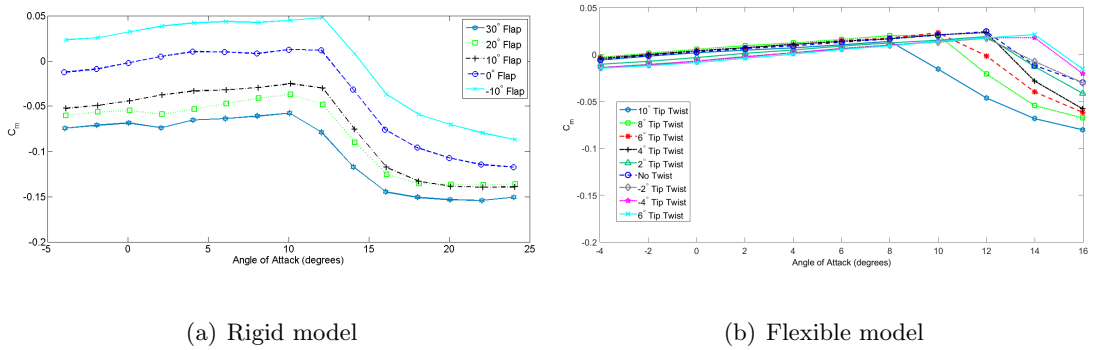 0.05
0
-0.05
-0.1
-0.15
-0.2
C_m
-5
0
5
10
15
20
25
Angle of Attack (degrees)
30° Flap
20° Flap
10° Flap
0° Flap
-10° Flap
(a) Rigid model
0.05
0
-0.05
-0.1
-0.15
-0.2
C_m
-4
-2
0
2
4
6
8
10
12
14
16
Angle of Attack (degrees)
10° Tip Twist
8° Tip Twist
6° Tip Twist
4° Tip Twist
2° Tip Twist
No Twist
-2° Tip Twist
-4° Tip Twist
6° Tip Twist
(b) Flexible model